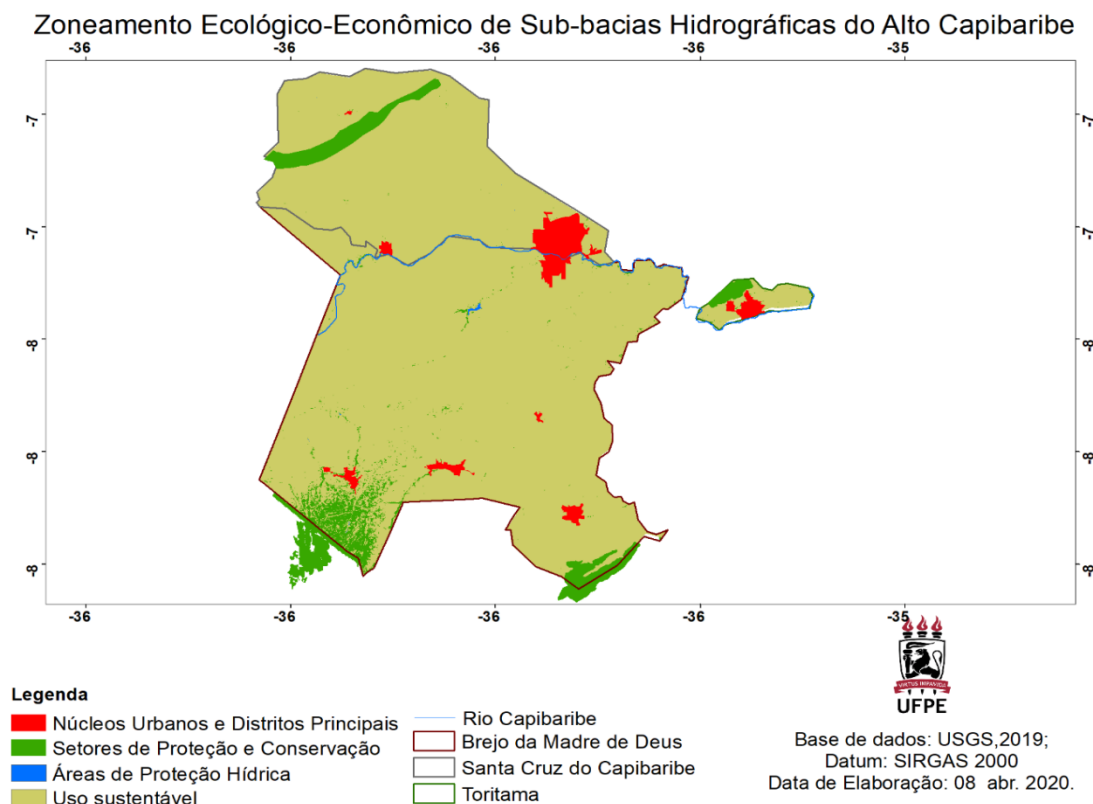 Zoneamento Ecológico-Econômico de Sub-bacias Hidrográficas do Alto Capibaribe
-36 -36 -36 -36 -35
-7 -7
-7 -7
-8 -8
-8 -8
-8 -8
-36 -36 -36 -36 -35
VIRTUS IMPAVIDA
UFPE
Legenda
Núcleos Urbanos e Distritos Principais
Setores de Proteção e Conservação
Áreas de Proteção Hídrica
Uso sustentável
Rio Capibaribe
Brejo da Madre de Deus
Santa Cruz do Capibaribe
Toritama
Base de dados: USGS,2019;
Datum: SIRGAS 2000
Data de Elaboração: 08 abr. 2020.